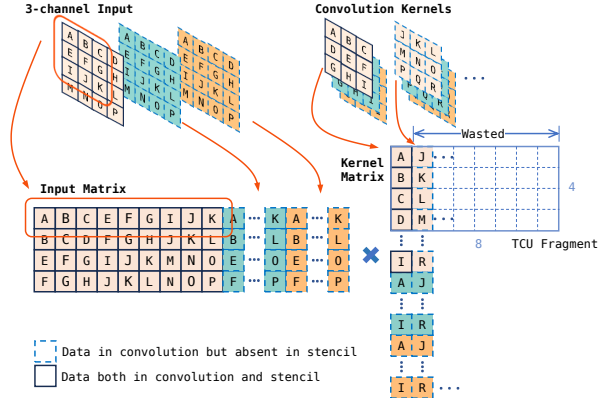 3-channel Input
Convolution Kernels
A B C D
E F G H
I J K L
M N O P
A B C D
E F G H
I J K L
M N O P
A B C D
E F G H
I J K L
M N O P
A B C
D E F
G H I
G H I
J K L
M N O
P Q R
P Q R
...
Wasted
Kernel
Matrix
A J ...
B K
C L
D M ...
4
8
TCU Fragment
I R
A J
I R
A J
I R ...
Input Matrix
A B C E F G I J K A ... K A ... K
B C D F G H J K L B ... L B ... L
E F G I J K M N O E ... O E ... O
F G H J K L N O P F ... P F ... P
×
Data in convolution but absent in stencil
Data both in convolution and stencil